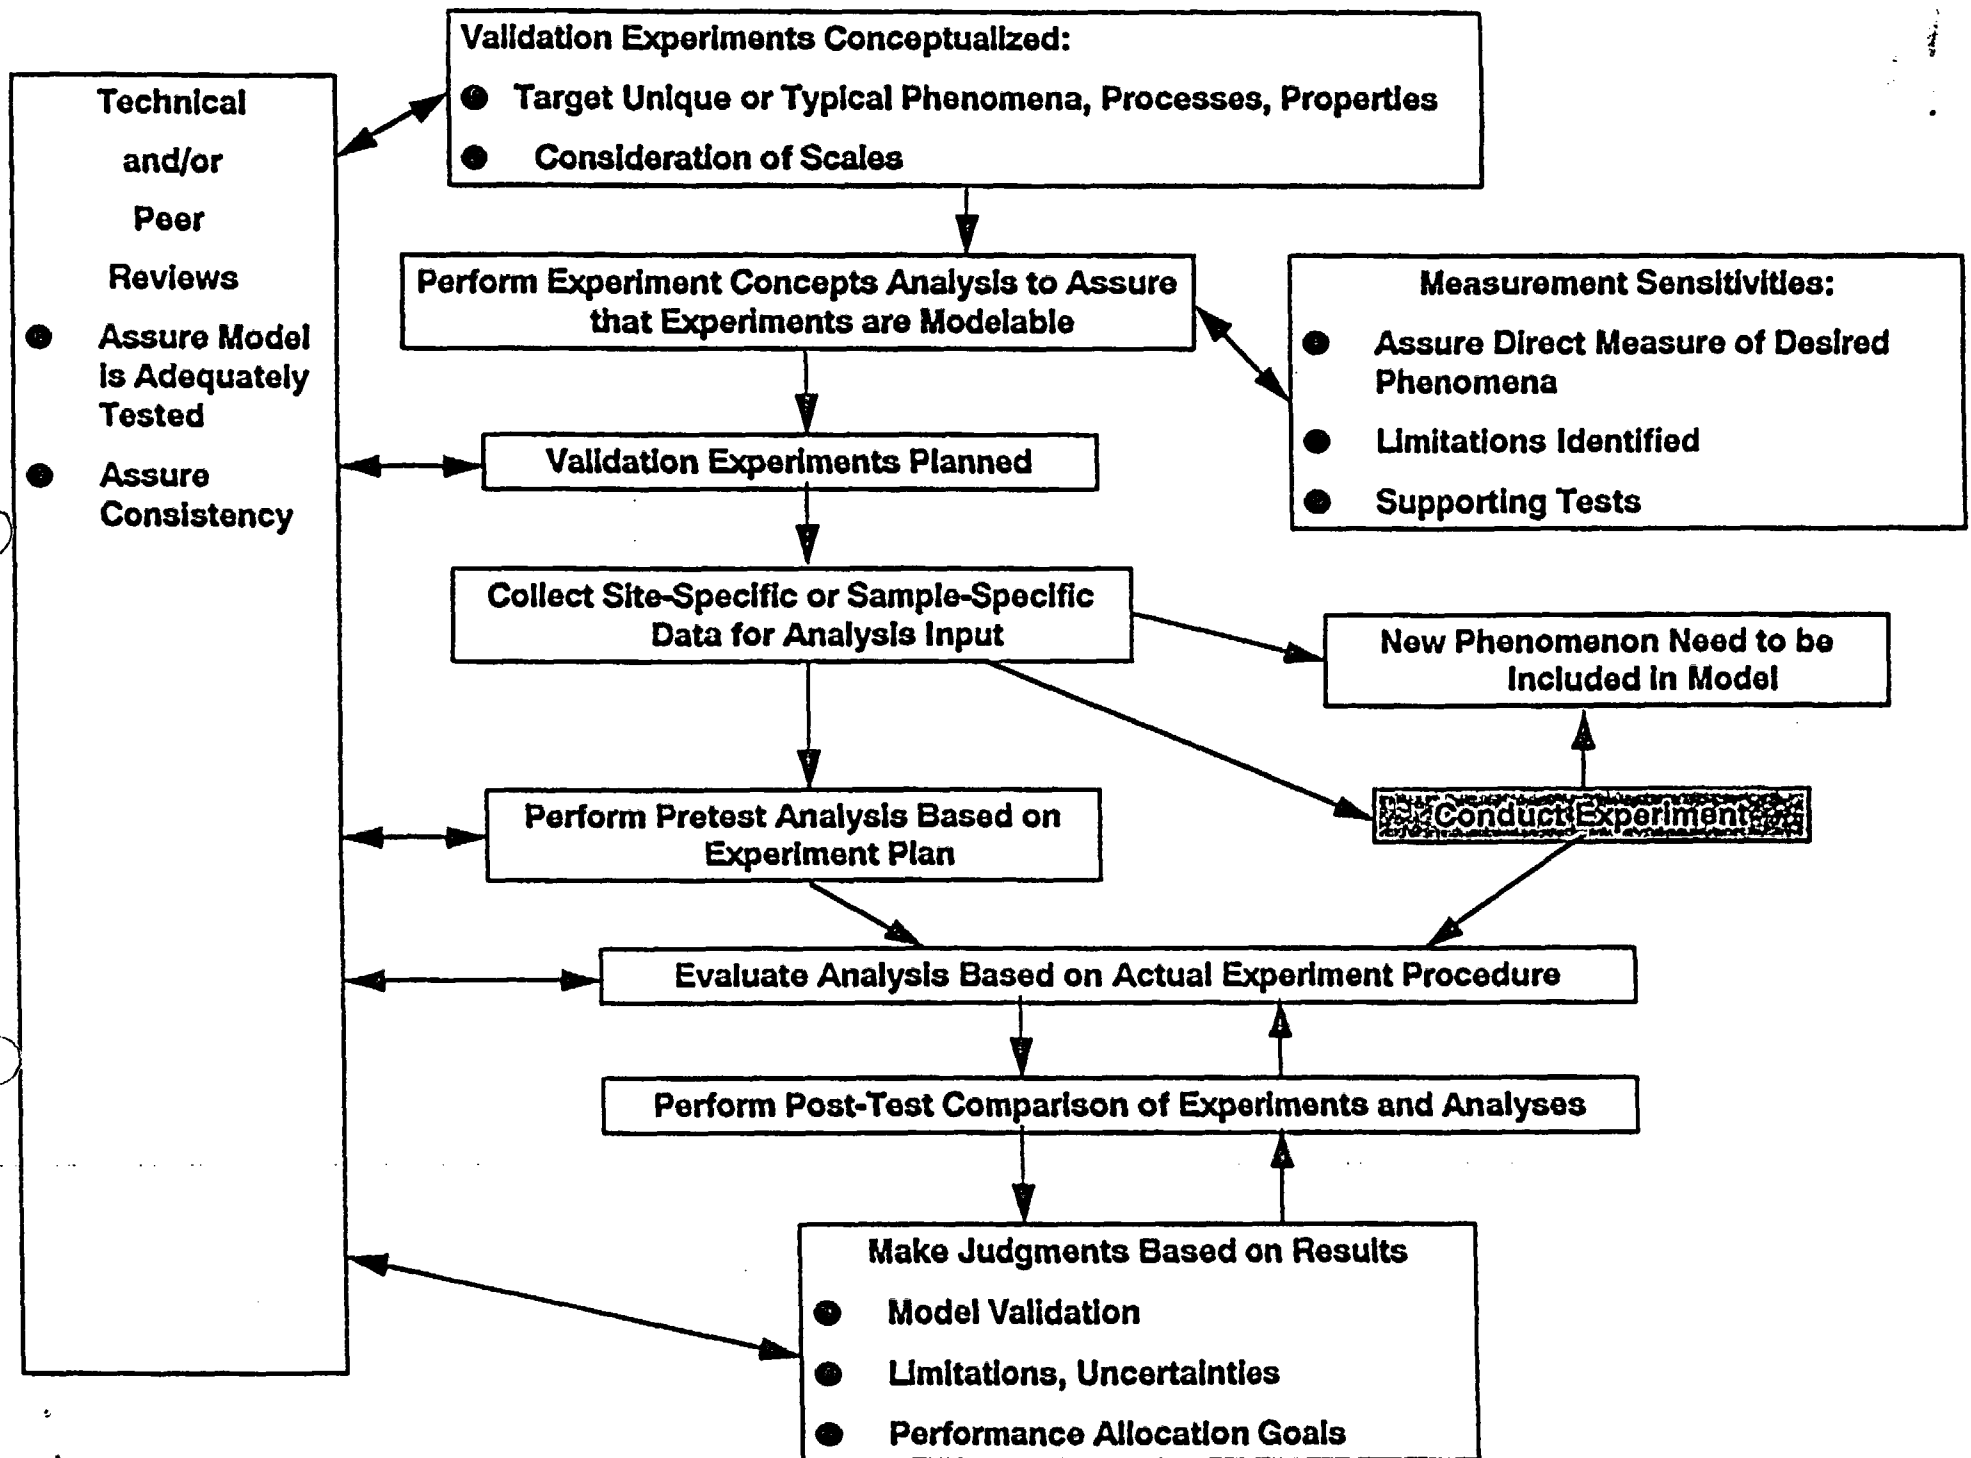 Validation Experiments Conceptualized:
● Target Unique or Typical Phenomena, Processes, Properties
● Consideration of Scales
Technical
and/or
Peer
Reviews
● Assure Model
is Adequately
Tested
● Assure
Consistency
Perform Experiment Concepts Analysis to Assure
that Experiments are Modelable
Measurement Sensitivities:
● Assure Direct Measure of Desired
Phenomena
● Limitations Identified
● Supporting Tests
Validation Experiments Planned
Collect Site-Specific or Sample-Specific
Data for Analysis Input
New Phenomenon Need to be
Included in Model
Conduct Experiment
Perform Pretest Analysis Based on
Experiment Plan
Evaluate Analysis Based on Actual Experiment Procedure
Perform Post-Test Comparison of Experiments and Analyses
Make Judgments Based on Results
● Model Validation
● Limitations, Uncertainties
● Performance Allocation Goals